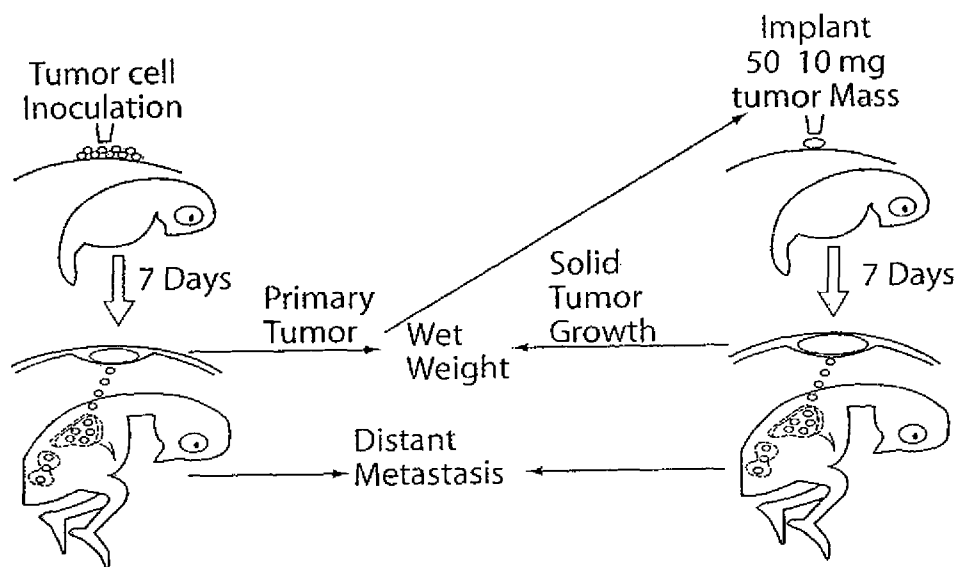 Tumor cell
Inoculation
7 Days
Primary
Tumor
Wet
Weight
Distant
Metastasis
Solid
Tumor
Growth
Implant
50 10 mg
tumor Mass
7 Days